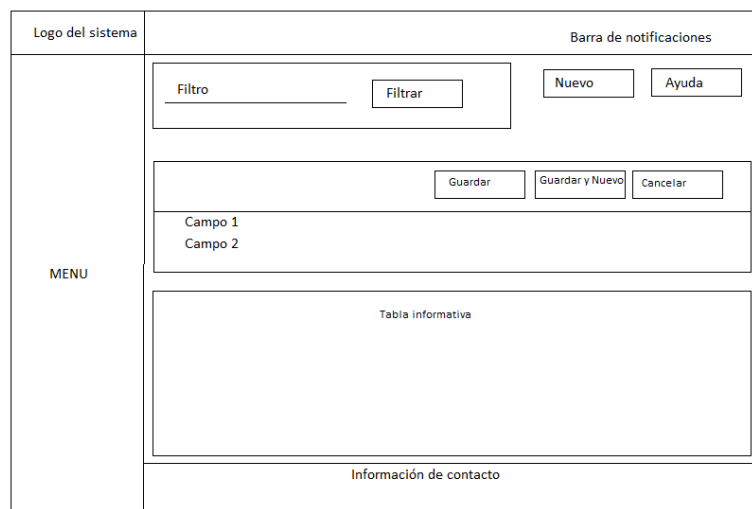 Logo del sistema
Barra de notificaciones
Filtro
Filtrar
Nuevo
Ayuda
Guardar
Guardar y Nuevo
Cancelar
Campo 1
Campo 2
MENU
Tabla informativa
Información de contacto